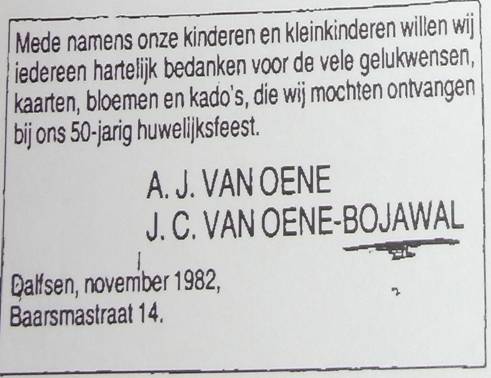 Mede namens onze kinderen en kleinkinderen willen wij
iedereen hartelijk bedanken voor de vele gelukwensen,
kaarten, bloemen en kado's, die wij mochten ontvangen
bij ons 50-jarig huwelijksfeest.
A. J. VAN OENE
J. C. VAN OENE-BOJAWAL
Dalfsen, november 1982,
Baarsmastraat 14.